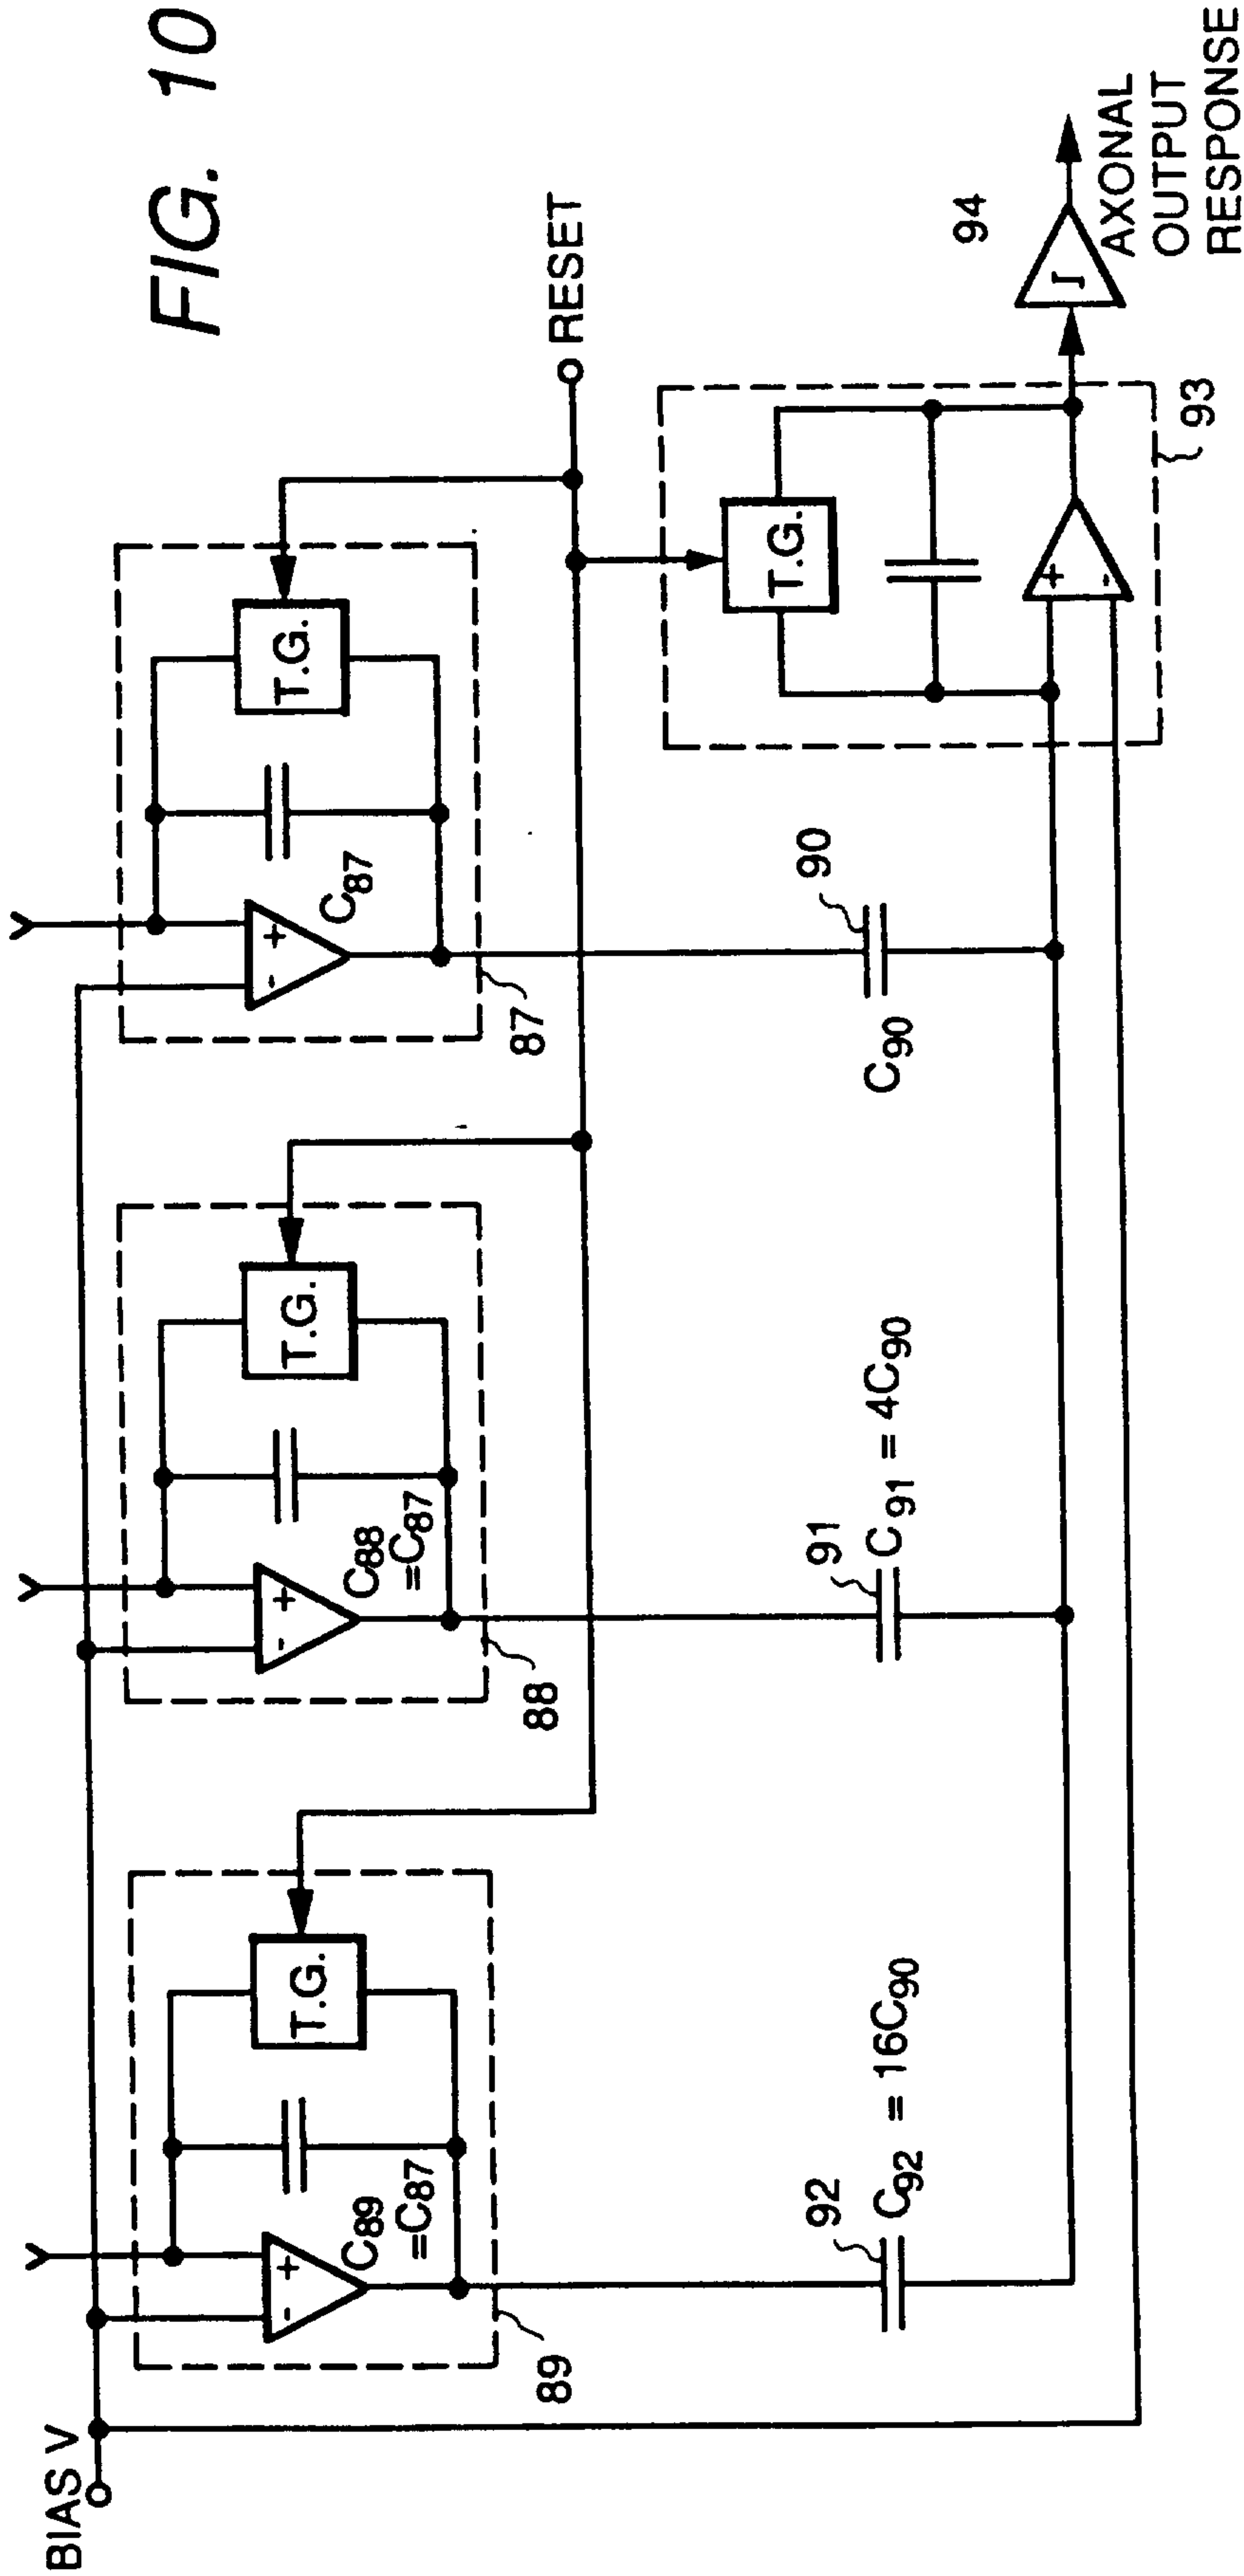 FIG. 10
BIAS V
+
-
C89
=C87
T.G.
89
+
-
C88
=C87
T.G.
88
+
-
C87
T.G.
87
RESET
92
C92 = 16C90
91
C91 = 4C90
90
C90
T.G.
+
-
93
94
AXONAL
OUTPUT
RESPONSE